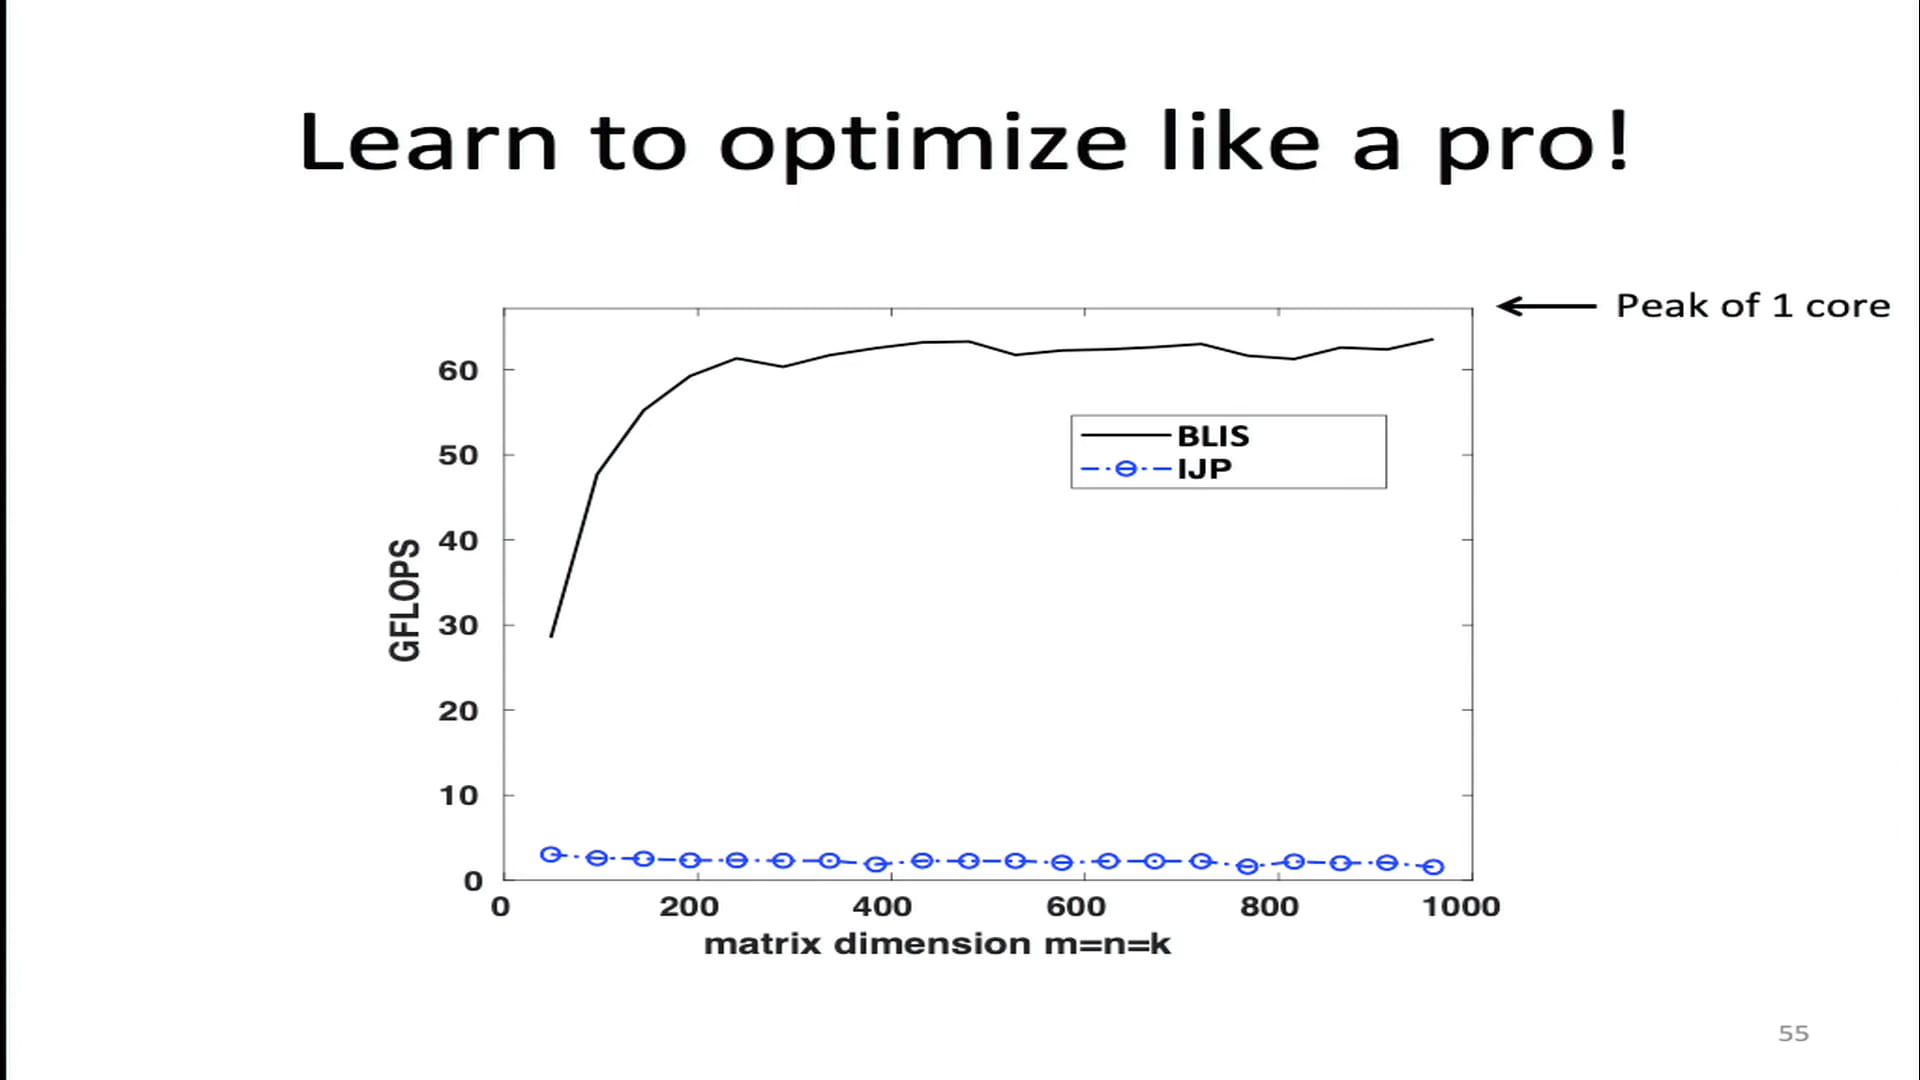 Learn to optimize like a pro!
Peak of 1 core
60
50
40
30
20
10
0
GFLOPS
BLIS
IJP
0 200 400 600 800 1000
matrix dimension m=n=k
55